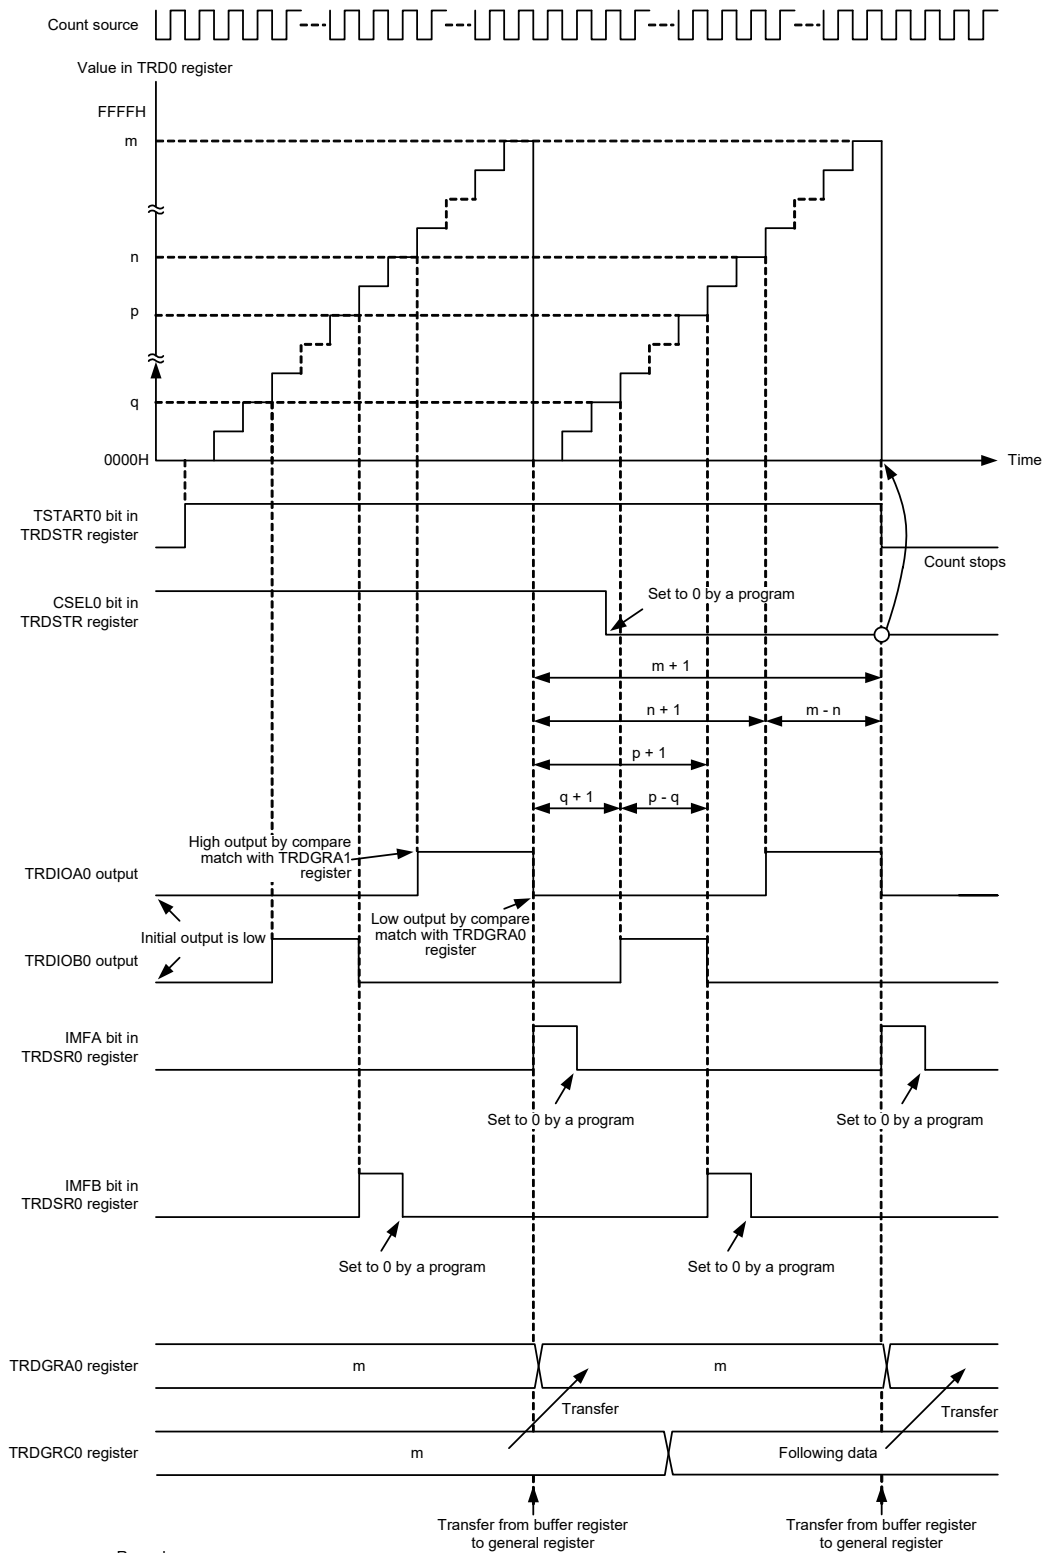 Count source
Value in TRD0 register
FFFFH
m
n
p
q
0000H
Time
TSTART0 bit in
TRDSTR register
Count stops
CSEL0 bit in
TRDSTR register
Set to 0 by a program
m + 1
n + 1
m - n
p + 1
q + 1
p - q
High output by compare
match with TRDGRA1
register
TRDIOA0 output
Low output by compare
match with TRDGRA0
register
Initial output is low
TRDIOB0 output
IMFA bit in
TRDSR0 register
Set to 0 by a program
Set to 0 by a program
IMFB bit in
TRDSR0 register
Set to 0 by a program
Set to 0 by a program
TRDGRA0 register
m
m
Transfer
Transfer
TRDGRC0 register
m
Following data
Transfer from buffer register
to general register
Transfer from buffer register
to general register